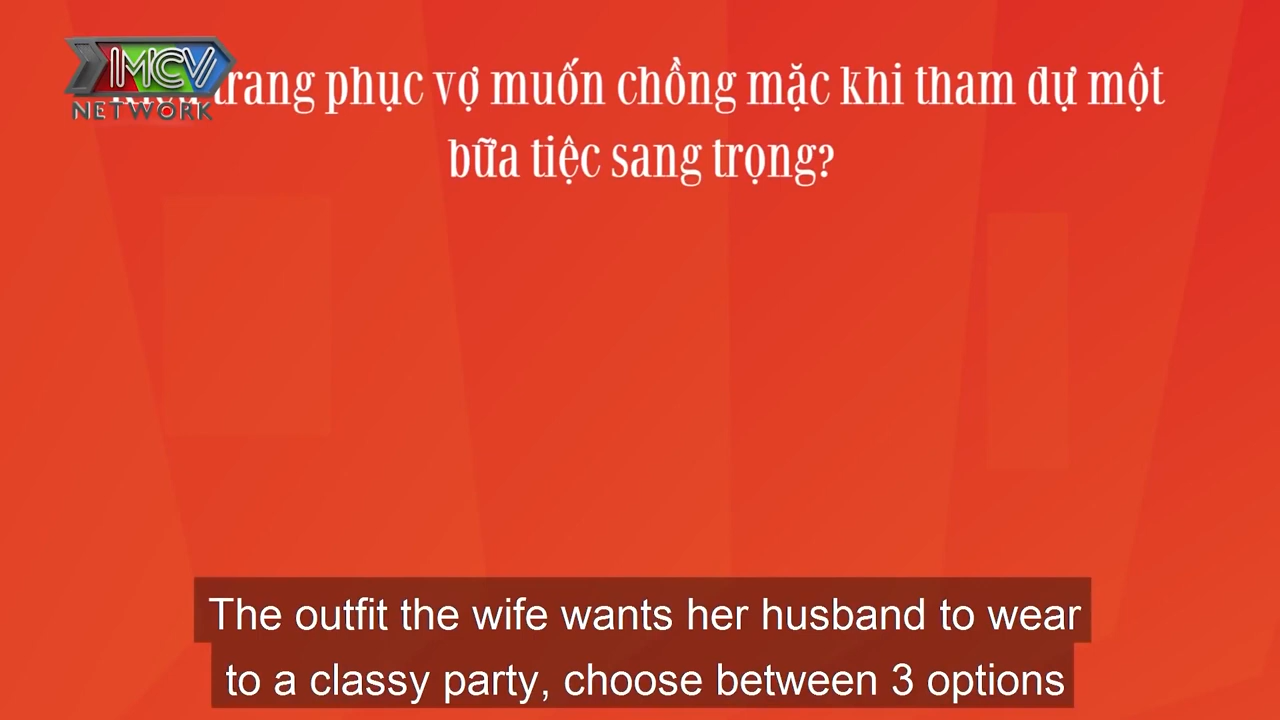 MCV
NETWORK
trang phục vợ muốn chồng mặc khi tham dự một
bữa tiệc sang trọng?
The outfit the wife wants her husband to wear
to a classy party, choose between 3 options